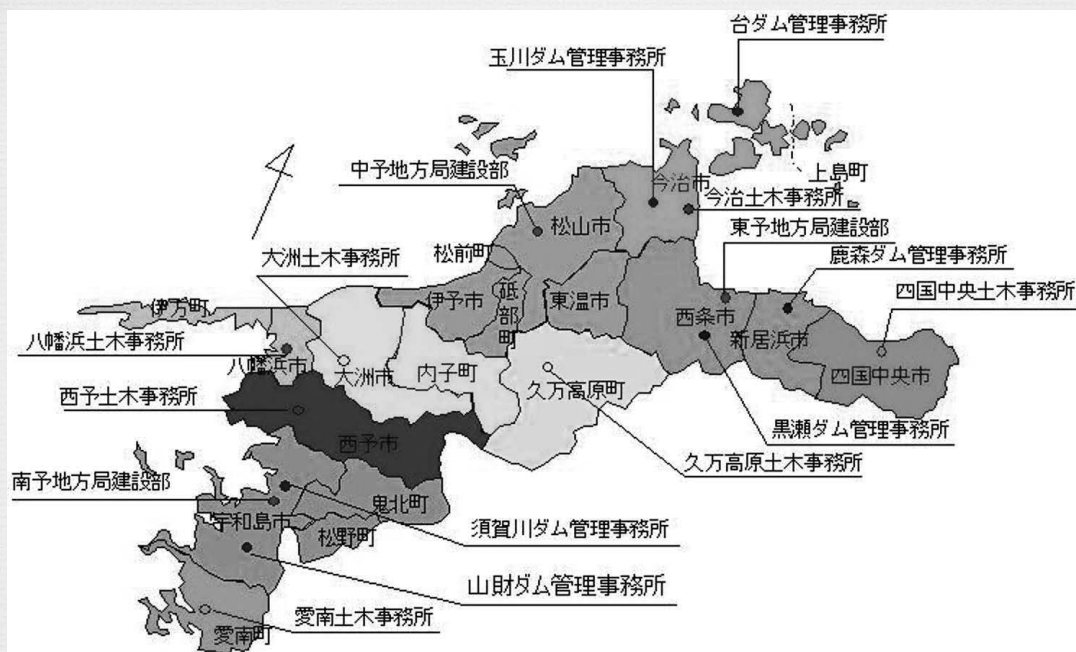 台ダム管理事務所
玉川ダム管理事務所
上島町
中予地方局建設部
今治市
今治土木事務所
松山市
東予地方局建設部
松前町
大洲土木事務所
鹿森ダム管理事務所
砥部町
伊予市
東温市
四国中央土木事務所
伊方町
西条市
新居浜市
八幡浜土木事務所
八幡浜市
大洲市
内子町
久万高原町
四国中央市
西予土木事務所
黒瀬ダム管理事務所
西予市
久万高原土木事務所
南予地方局建設部
鬼北町
宇和島市
松野町
須賀川ダム管理事務所
山財ダム管理事務所
愛南土木事務所
愛南町